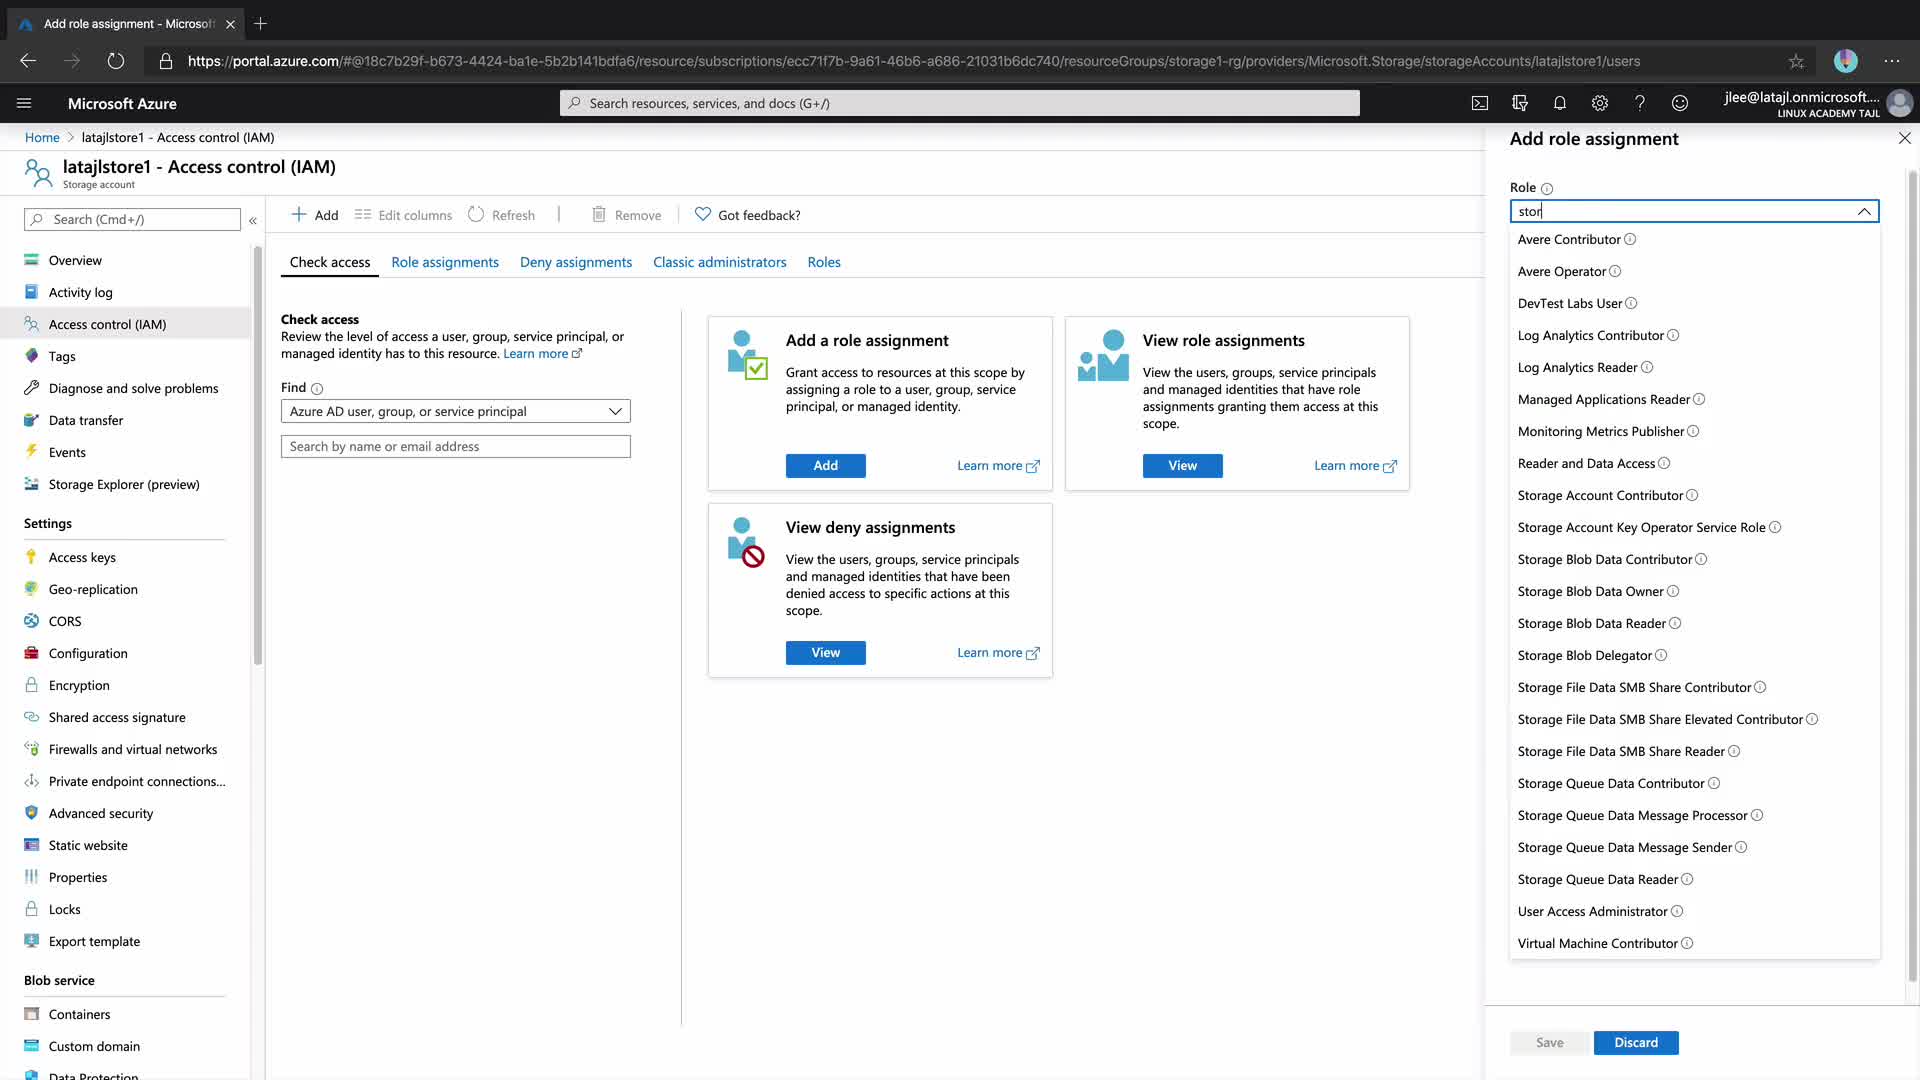 Add role assignment - Microsof
https://portal.azure.com/#@18c7b29f-b673-4424-ba1e-5b2b141bdfa6/resource/subscriptions/ecc71f7b-9a61-46b6-a686-21031b6dc740/resourceGroups/storage1-rg/providers/Microsoft.Storage/storageAccounts/latajlstore1/users
Microsoft Azure
Search resources, services, and docs (G+/)
jlee@latajl.onmicrosoft....
LINUX ACADEMY TAJL
Home > latajlstore1 - Access control (IAM)
latajlstore1 - Access control (IAM)
Storage account
Search (Cmd+/)
Overview
Activity log
Access control (IAM)
Tags
Diagnose and solve problems
Data transfer
Events
Storage Explorer (preview)
Settings
Access keys
Geo-replication
CORS
Configuration
Encryption
Shared access signature
Firewalls and virtual networks
Private endpoint connections...
Advanced security
Static website
Properties
Locks
Export template
Blob service
Containers
Custom domain
Data Protection
Add
Edit columns
Refresh
Remove
Got feedback?
Check access
Role assignments
Deny assignments
Classic administrators
Roles
Check access
Review the level of access a user, group, service principal, or
managed identity has to this resource. Learn more
Find
Azure AD user, group, or service principal
Search by name or email address
Add a role assignment
Grant access to resources at this scope by
assigning a role to a user, group, service
principal, or managed identity.
Add
Learn more
View role assignments
View the users, groups, service principals
and managed identities that have role
assignments granting them access at this
scope.
View
Learn more
View deny assignments
View the users, groups, service principals
and managed identities that have been
denied access to specific actions at this
scope.
View
Learn more
Add role assignment
Role
stor
Avere Contributor
Avere Operator
DevTest Labs User
Log Analytics Contributor
Log Analytics Reader
Managed Applications Reader
Monitoring Metrics Publisher
Reader and Data Access
Storage Account Contributor
Storage Account Key Operator Service Role
Storage Blob Data Contributor
Storage Blob Data Owner
Storage Blob Data Reader
Storage Blob Delegator
Storage File Data SMB Share Contributor
Storage File Data SMB Share Elevated Contributor
Storage File Data SMB Share Reader
Storage Queue Data Contributor
Storage Queue Data Message Processor
Storage Queue Data Message Sender
Storage Queue Data Reader
User Access Administrator
Virtual Machine Contributor
Save
Discard